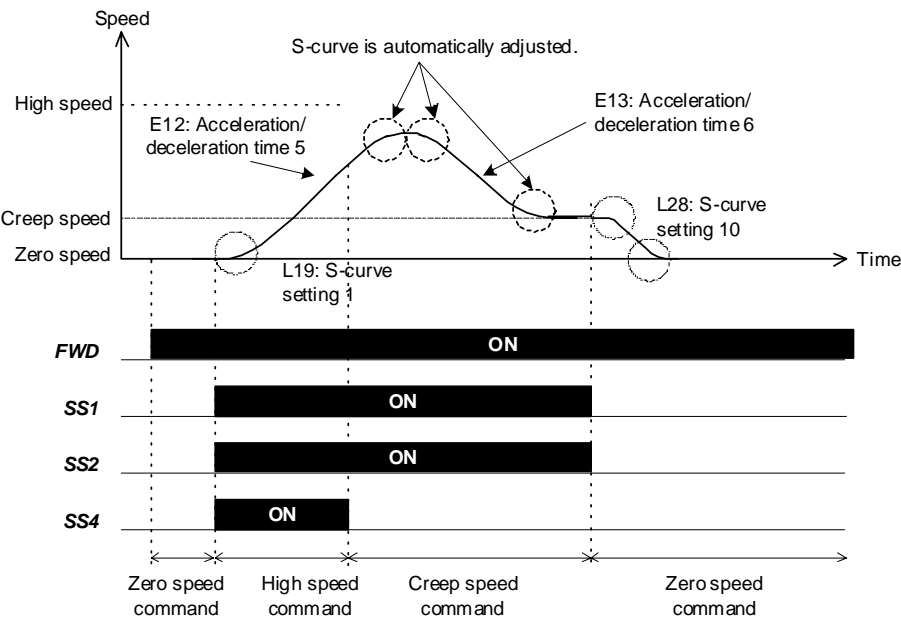 Speed
S-curve is automatically adjusted.
High speed
E12: Acceleration/
deceleration time 5
E13: Acceleration/
deceleration time 6
Creep speed
L28: S-curve
setting 10
Zero speed
Time
L19: S-curve
setting 1
FWD
ON
SS1
ON
SS2
ON
SS4
ON
Zero speed
command
High speed
command
Creep speed
command
Zero speed
command